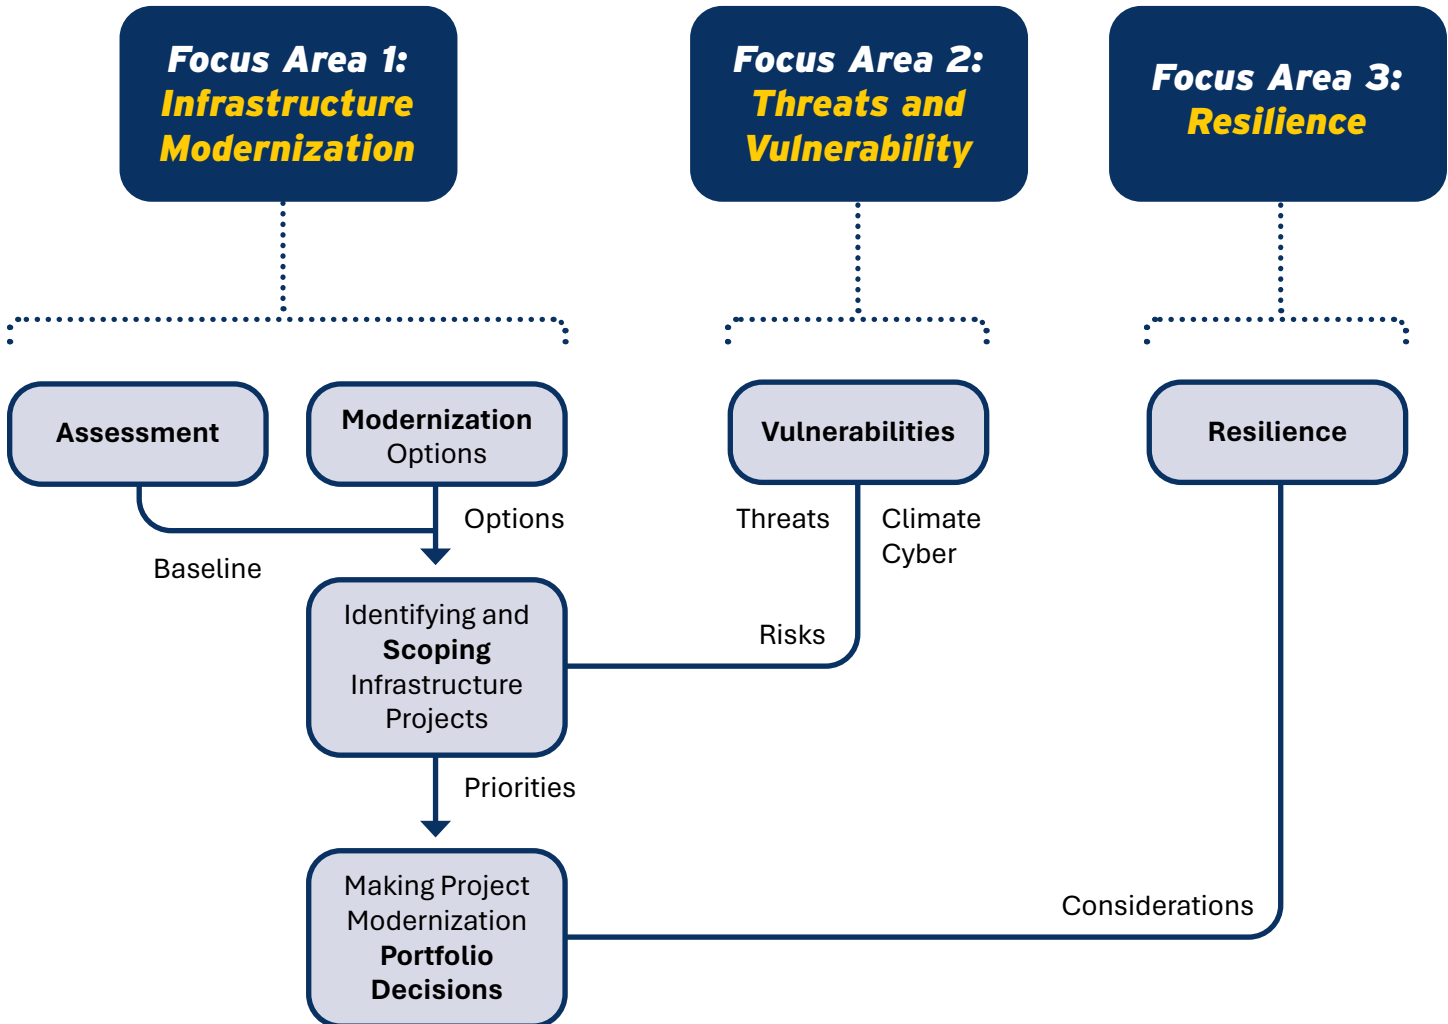 Focus Area 1:
Infrastructure
Modernization
Focus Area 2:
Threats and
Vulnerability
Focus Area 3:
Resilience
Assessment
Modernization
Options
Vulnerabilities
Resilience
Options
Baseline
Threats
Climate
Cyber
Identifying and
Scoping
Infrastructure
Projects
Risks
Priorities
Making Project
Modernization
Portfolio
Decisions
Considerations